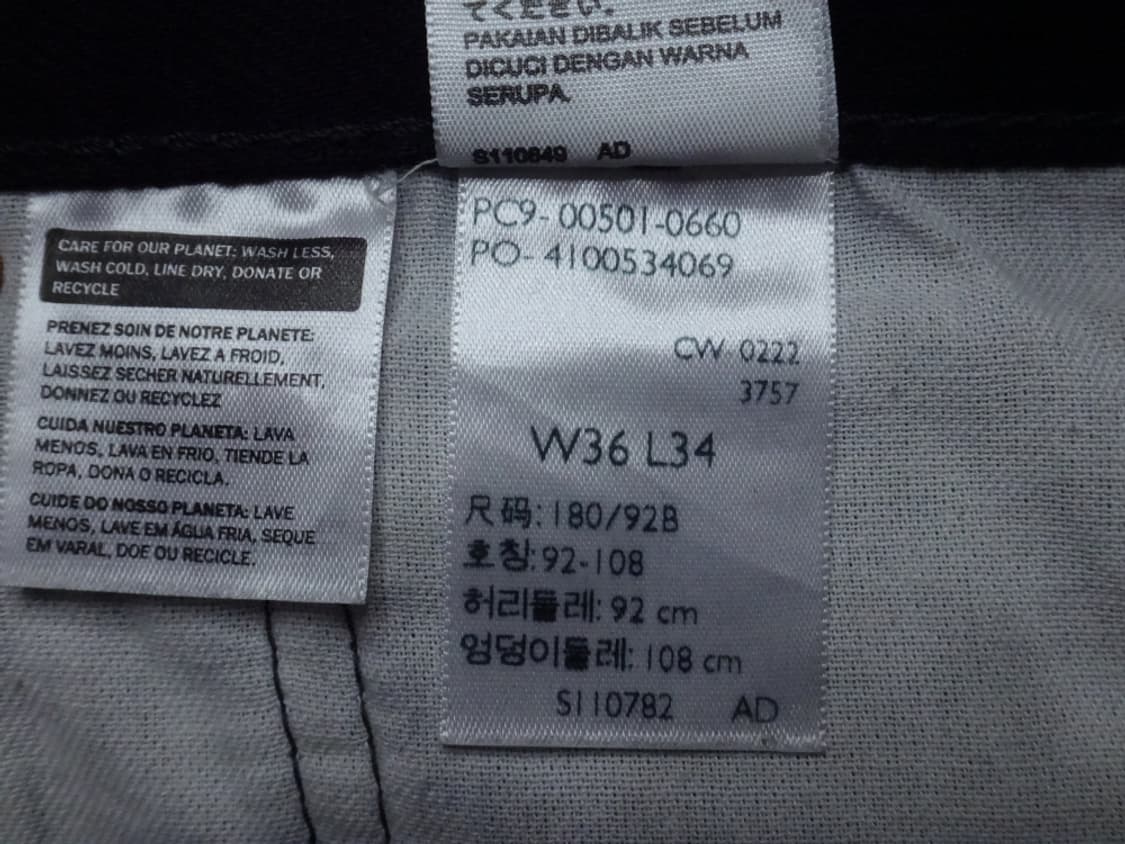 てください。
PAKAIAN DIBALIK SEBELUM
DICUCI DENGAN WARNA
SERUPA.
S110849 AD
CARE FOR OUR PLANET: WASH LESS,
WASH COLD, LINE DRY, DONATE OR
RECYCLE
PRENEZ SOIN DE NOTRE PLANETE:
LAVEZ MOINS, LAVEZ A FROID,
LAISSEZ SECHER NATURELLEMENT,
DONNEZ OU RECYCLEZ
CUIDA NUESTRO PLANETA: LAVA
MENOS, LAVA EN FRIO, TIENDE LA
ROPA, DONA O RECICLA.
CUIDE DO NOSSO PLANETA: LAVE
MENOS, LAVE EM ÁGUA FRIA, SEQUE
EM VARAL, DOE OU RECICLE.
PC9-00501-0660
PO-4100534069
CW 0222
3757
W36 L34
尺码: 180/92B
호칭: 92-108
허리둘레: 92 cm
엉덩이둘레: 108 cm
S110782 AD